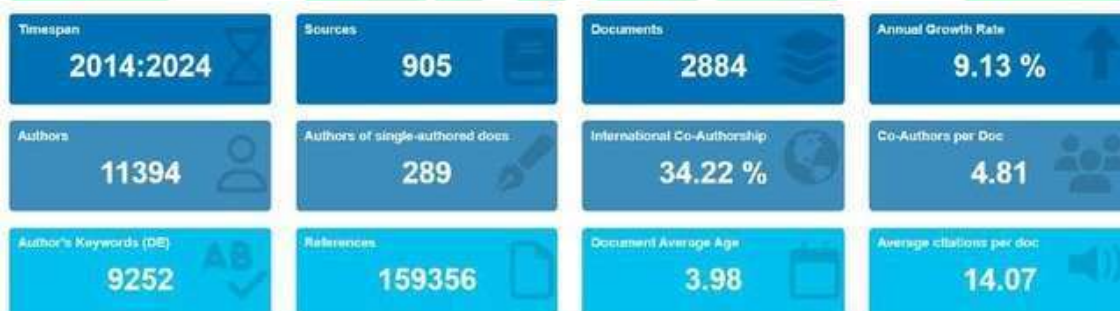 Timespan
2014:2024
Sources
905
Documents
2884
Annual Growth Rate
9.13 %
Authors
11394
Authors of single-authored docs
289
International Co-Authorship
34.22 %
Co-Authors per Doc
4.81
Author's Keywords (DE)
9252
AB
References
159356
Document Average Age
3.98
Average citations per doc
14.07